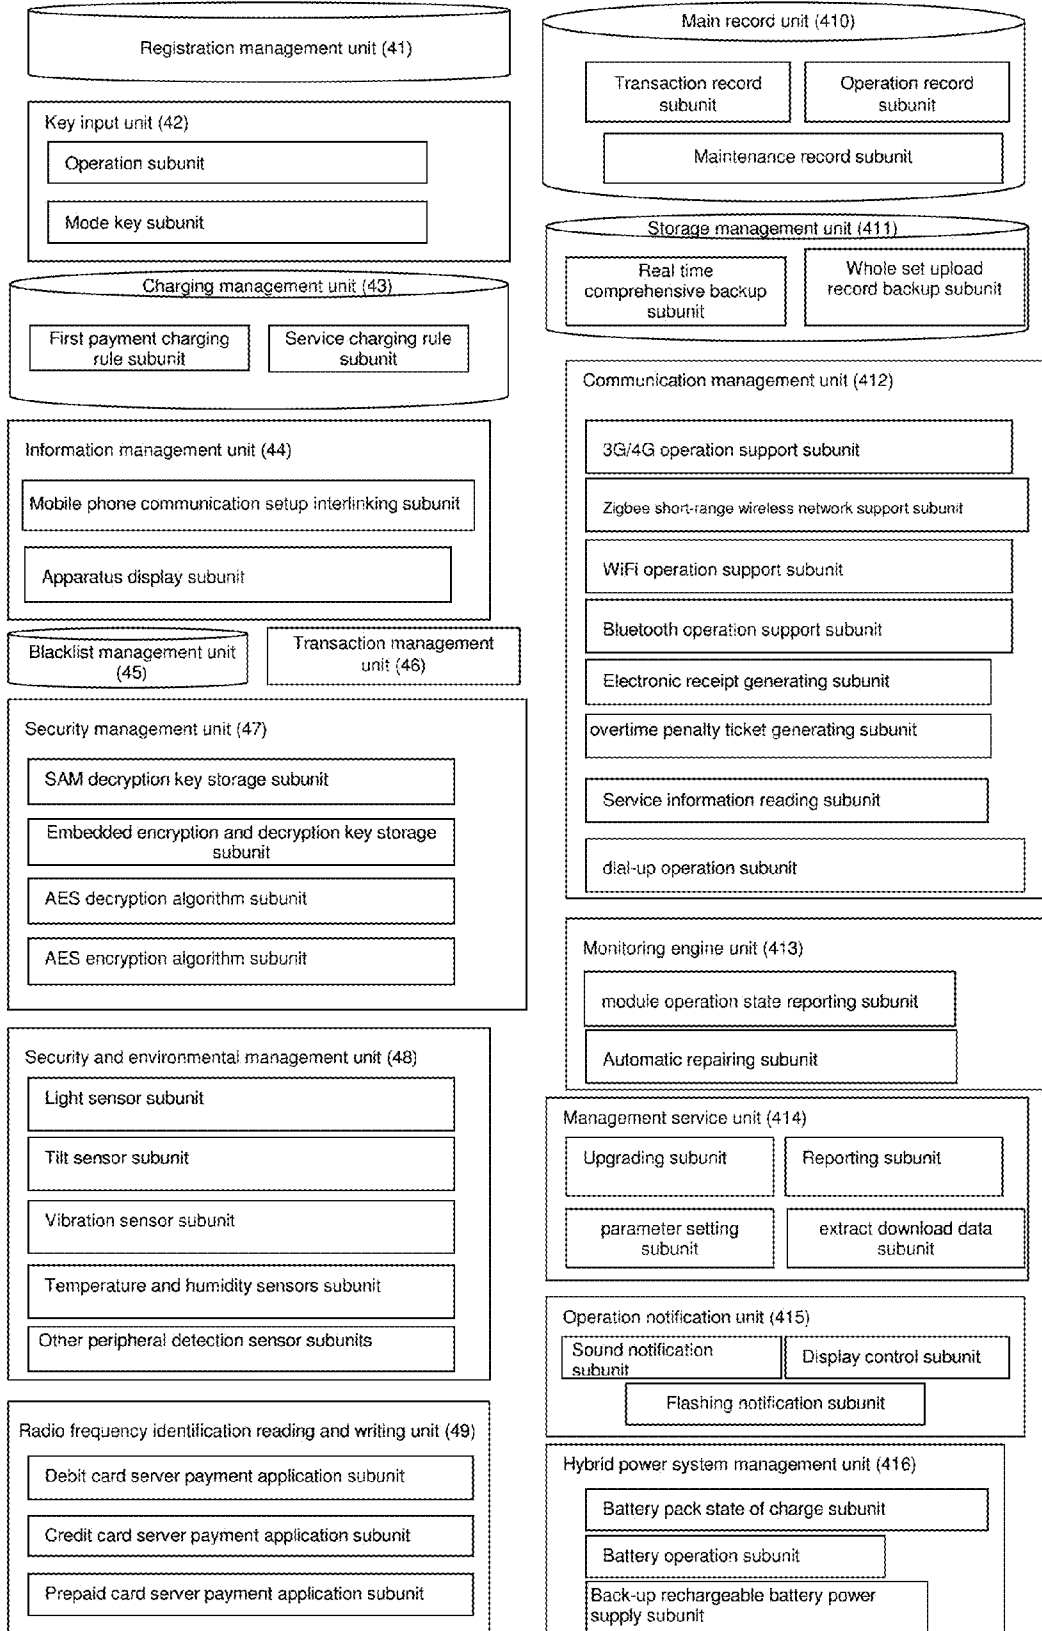 Registration management unit (41)
Key input unit (42)
Operation subunit
Mode key subunit
Charging management unit (43)
First payment charging
rule subunit
Service charging rule
subunit
Information management unit (44)
Mobile phone communication setup interlinking subunit
Apparatus display subunit
Blacklist management unit
(45)
Transaction management
unit (46)
Security management unit (47)
SAM decryption key storage subunit
Embedded encryption and decryption key storage
subunit
AES decryption algorithm subunit
AES encryption algorithm subunit
Security and environmental management unit (48)
Light sensor subunit
Tilt sensor subunit
Vibration sensor subunit
Temperature and humidity sensors subunit
Other peripheral detection sensor subunits
Radio frequency identification reading and writing unit (49)
Debit card server payment application subunit
Credit card server payment application subunit
Prepaid card server payment application subunit
Main record unit (410)
Transaction record
subunit
Operation record
subunit
Maintenance record subunit
Storage management unit (411)
Real time
comprehensive backup
subunit
Whole set upload
record backup subunit
Communication management unit (412)
3G/4G operation support subunit
Zigbee short-range wireless network support subunit
WiFi operation support subunit
Bluetooth operation support subunit
Electronic receipt generating subunit
overtime penalty ticket generating subunit
Service information reading subunit
dial-up operation subunit
Monitoring engine unit (413)
module operation state reporting subunit
Automatic repairing subunit
Management service unit (414)
Upgrading subunit
Reporting subunit
parameter setting
subunit
extract download data
subunit
Operation notification unit (415)
Sound notification
subunit
Display control subunit
Flashing notification subunit
Hybrid power system management unit (416)
Battery pack state of charge subunit
Battery operation subunit
Back-up rechargeable battery power
supply subunit